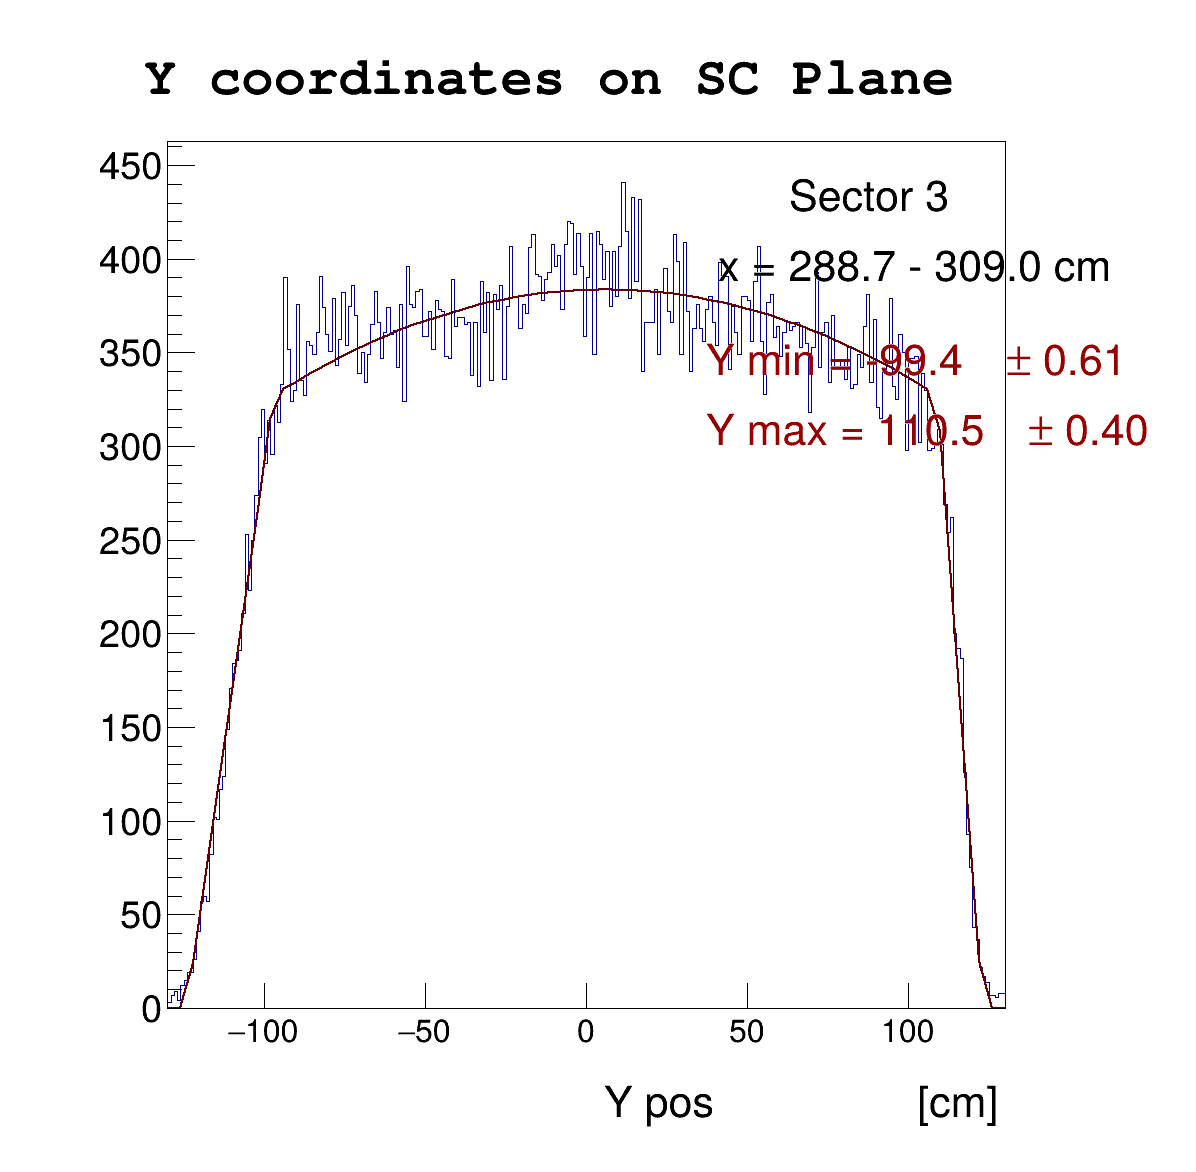 Y coordinates on SC Plane
450
Sector 3
400
x = 288.7 - 309.0 cm
350
Y min = -99.4 ± 0.61
Y max = 110.5 ± 0.40
300
250
200
150
100
50
0
−100 −50 0 50 100
Y pos [cm]